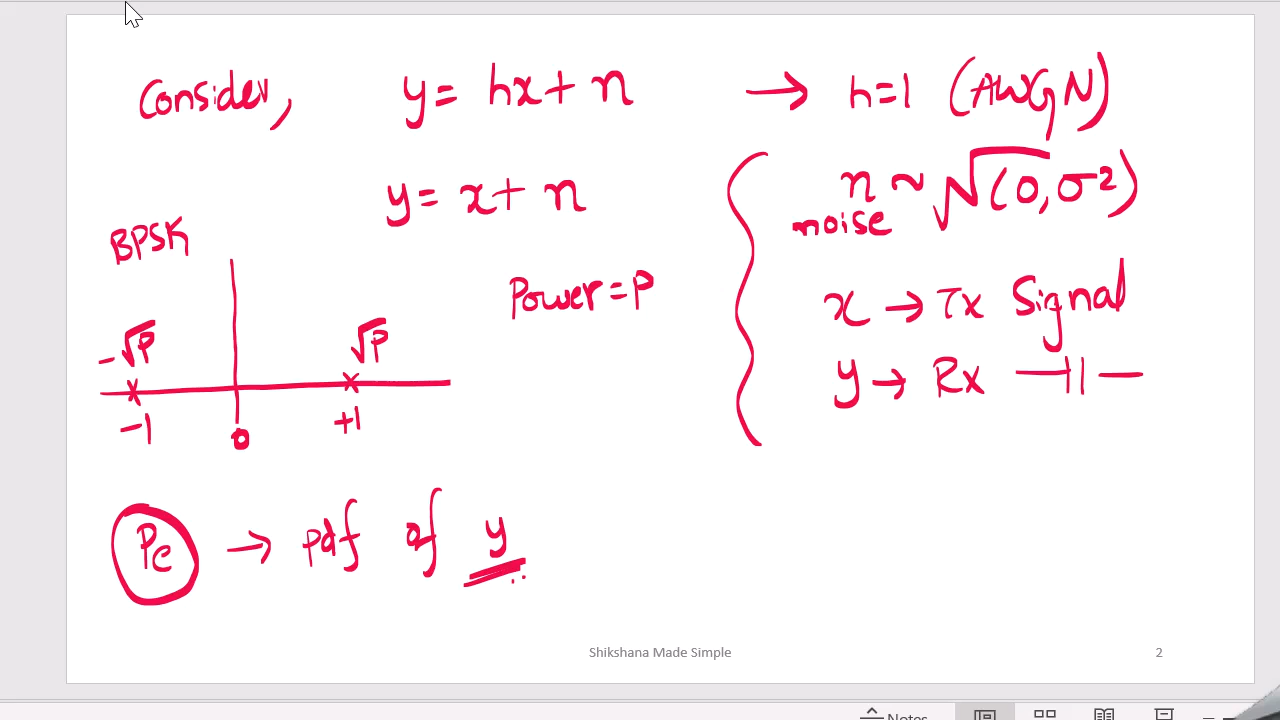 Consider, y = hx + n → h=1 (AWGN)
y = x + n
n ~ N(0, σ2)
noise
BPSK
Power = P
x → Tx Signal
-√P √P
y → Rx —||—
-1 0 +1
Pe → pdf of y
Shikshana Made Simple 2
Notes